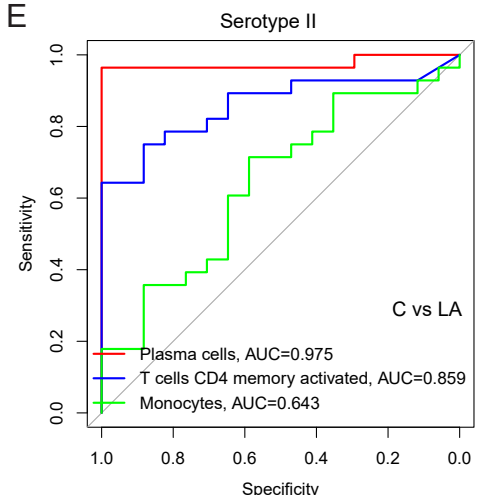 E
Serotype II
Sensitivity
1.0
0.8
0.6
0.4
0.2
0.0
C vs LA
Plasma cells, AUC=0.975
T cells CD4 memory activated, AUC=0.859
Monocytes, AUC=0.643
1.0 0.8 0.6 0.4 0.2 0.0
Specificity